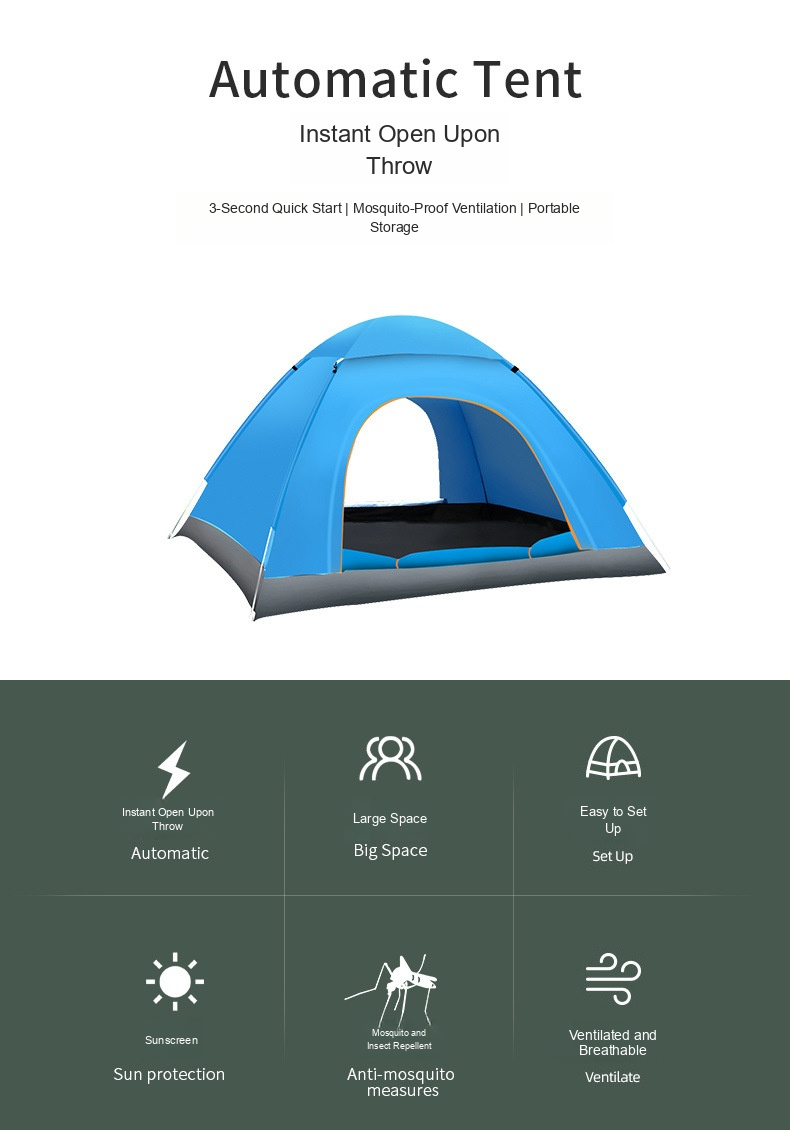 Automatic Tent
Instant Open Upon
Throw
3-Second Quick Start | Mosquito-Proof Ventilation | Portable
Storage
Instant Open Upon
Throw
Automatic
Large Space
Big Space
Easy to Set
Up
Set Up
Sunscreen
Sun protection
Mosquito and
Insect Repellent
Anti-mosquito
measures
Ventilated and
Breathable
Ventilate